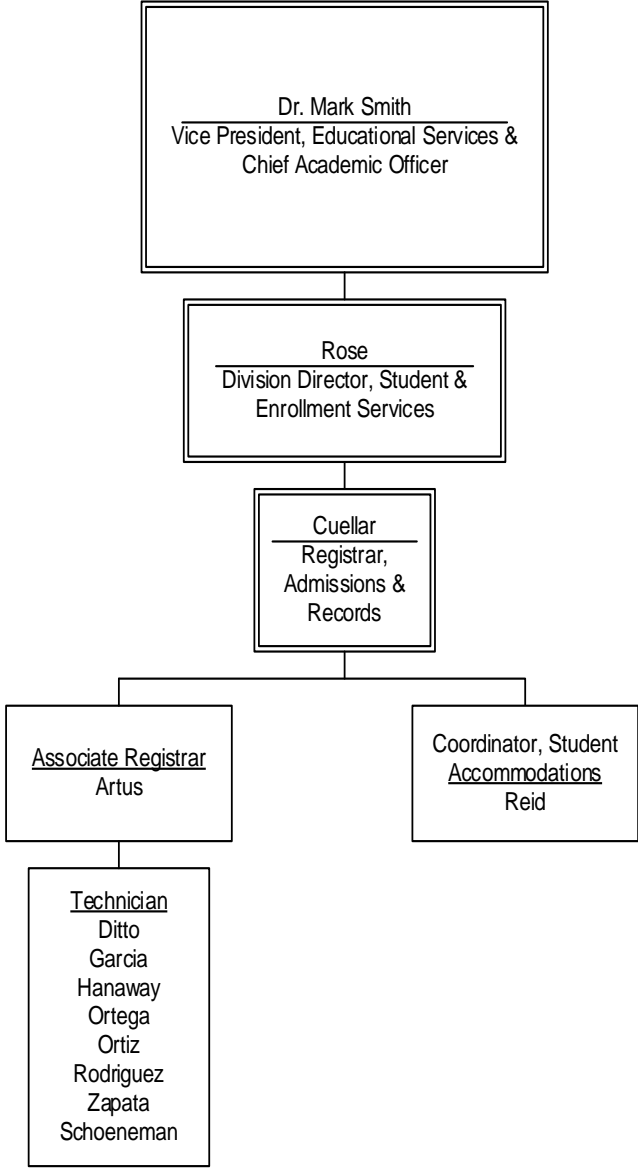 Dr. Mark Smith
Vice President, Educational Services &
Chief Academic Officer
Rose
Division Director, Student &
Enrollment Services
Cuellar
Registrar,
Admissions &
Records
Associate Registrar
Artus
Coordinator, Student
Accommodations
Reid
Technician
Ditto
Garcia
Hanaway
Ortega
Ortiz
Rodriguez
Zapata
Schoeneman